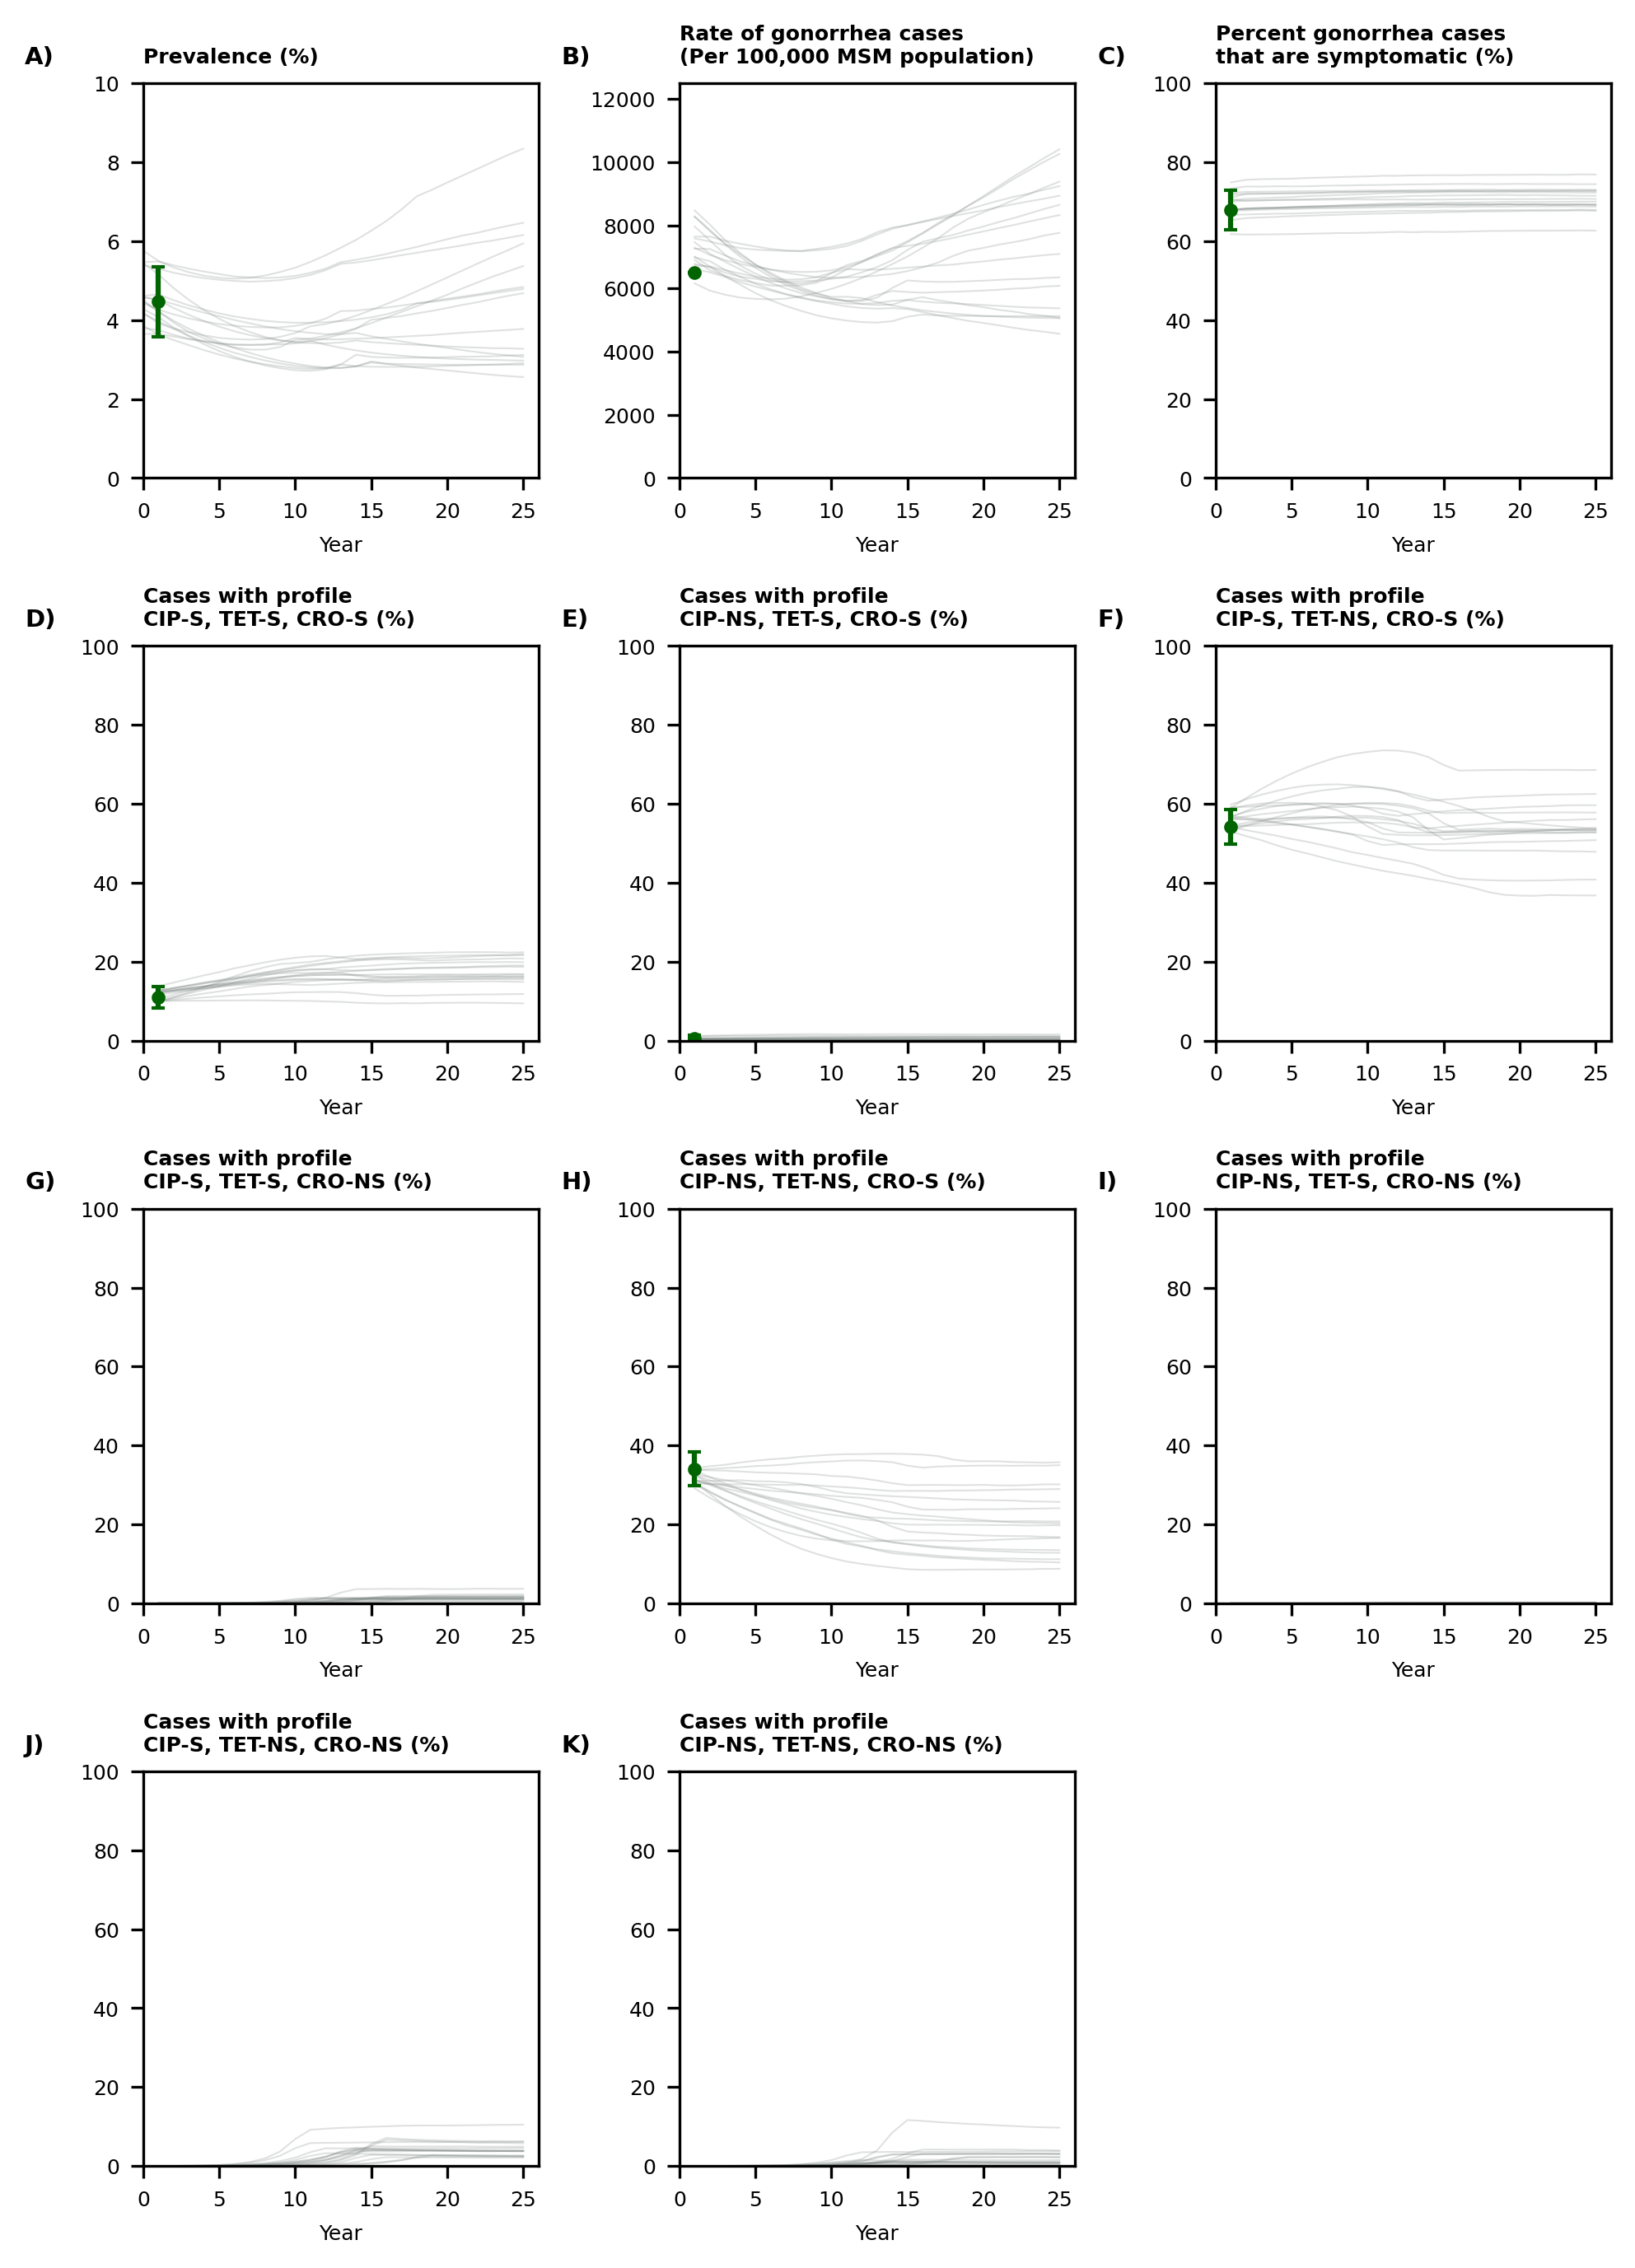 A)
Prevalence (%)
10
8
6
4
2
0
0 5 10 15 20 25
Year
B)
Rate of gonorrhea cases
(Per 100,000 MSM population)
12000
10000
8000
6000
4000
2000
0
0 5 10 15 20 25
Year
C)
Percent gonorrhea cases
that are symptomatic (%)
100
80
60
40
20
0
0 5 10 15 20 25
Year
D)
Cases with profile
CIP-S, TET-S, CRO-S (%)
100
80
60
40
20
0
0 5 10 15 20 25
Year
E)
Cases with profile
CIP-NS, TET-S, CRO-S (%)
100
80
60
40
20
0
0 5 10 15 20 25
Year
F)
Cases with profile
CIP-S, TET-NS, CRO-S (%)
100
80
60
40
20
0
0 5 10 15 20 25
Year
G)
Cases with profile
CIP-S, TET-S, CRO-NS (%)
100
80
60
40
20
0
0 5 10 15 20 25
Year
H)
Cases with profile
CIP-NS, TET-NS, CRO-S (%)
100
80
60
40
20
0
0 5 10 15 20 25
Year
I)
Cases with profile
CIP-NS, TET-S, CRO-NS (%)
100
80
60
40
20
0
0 5 10 15 20 25
Year
J)
Cases with profile
CIP-S, TET-NS, CRO-NS (%)
100
80
60
40
20
0
0 5 10 15 20 25
Year
K)
Cases with profile
CIP-NS, TET-NS, CRO-NS (%)
100
80
60
40
20
0
0 5 10 15 20 25
Year